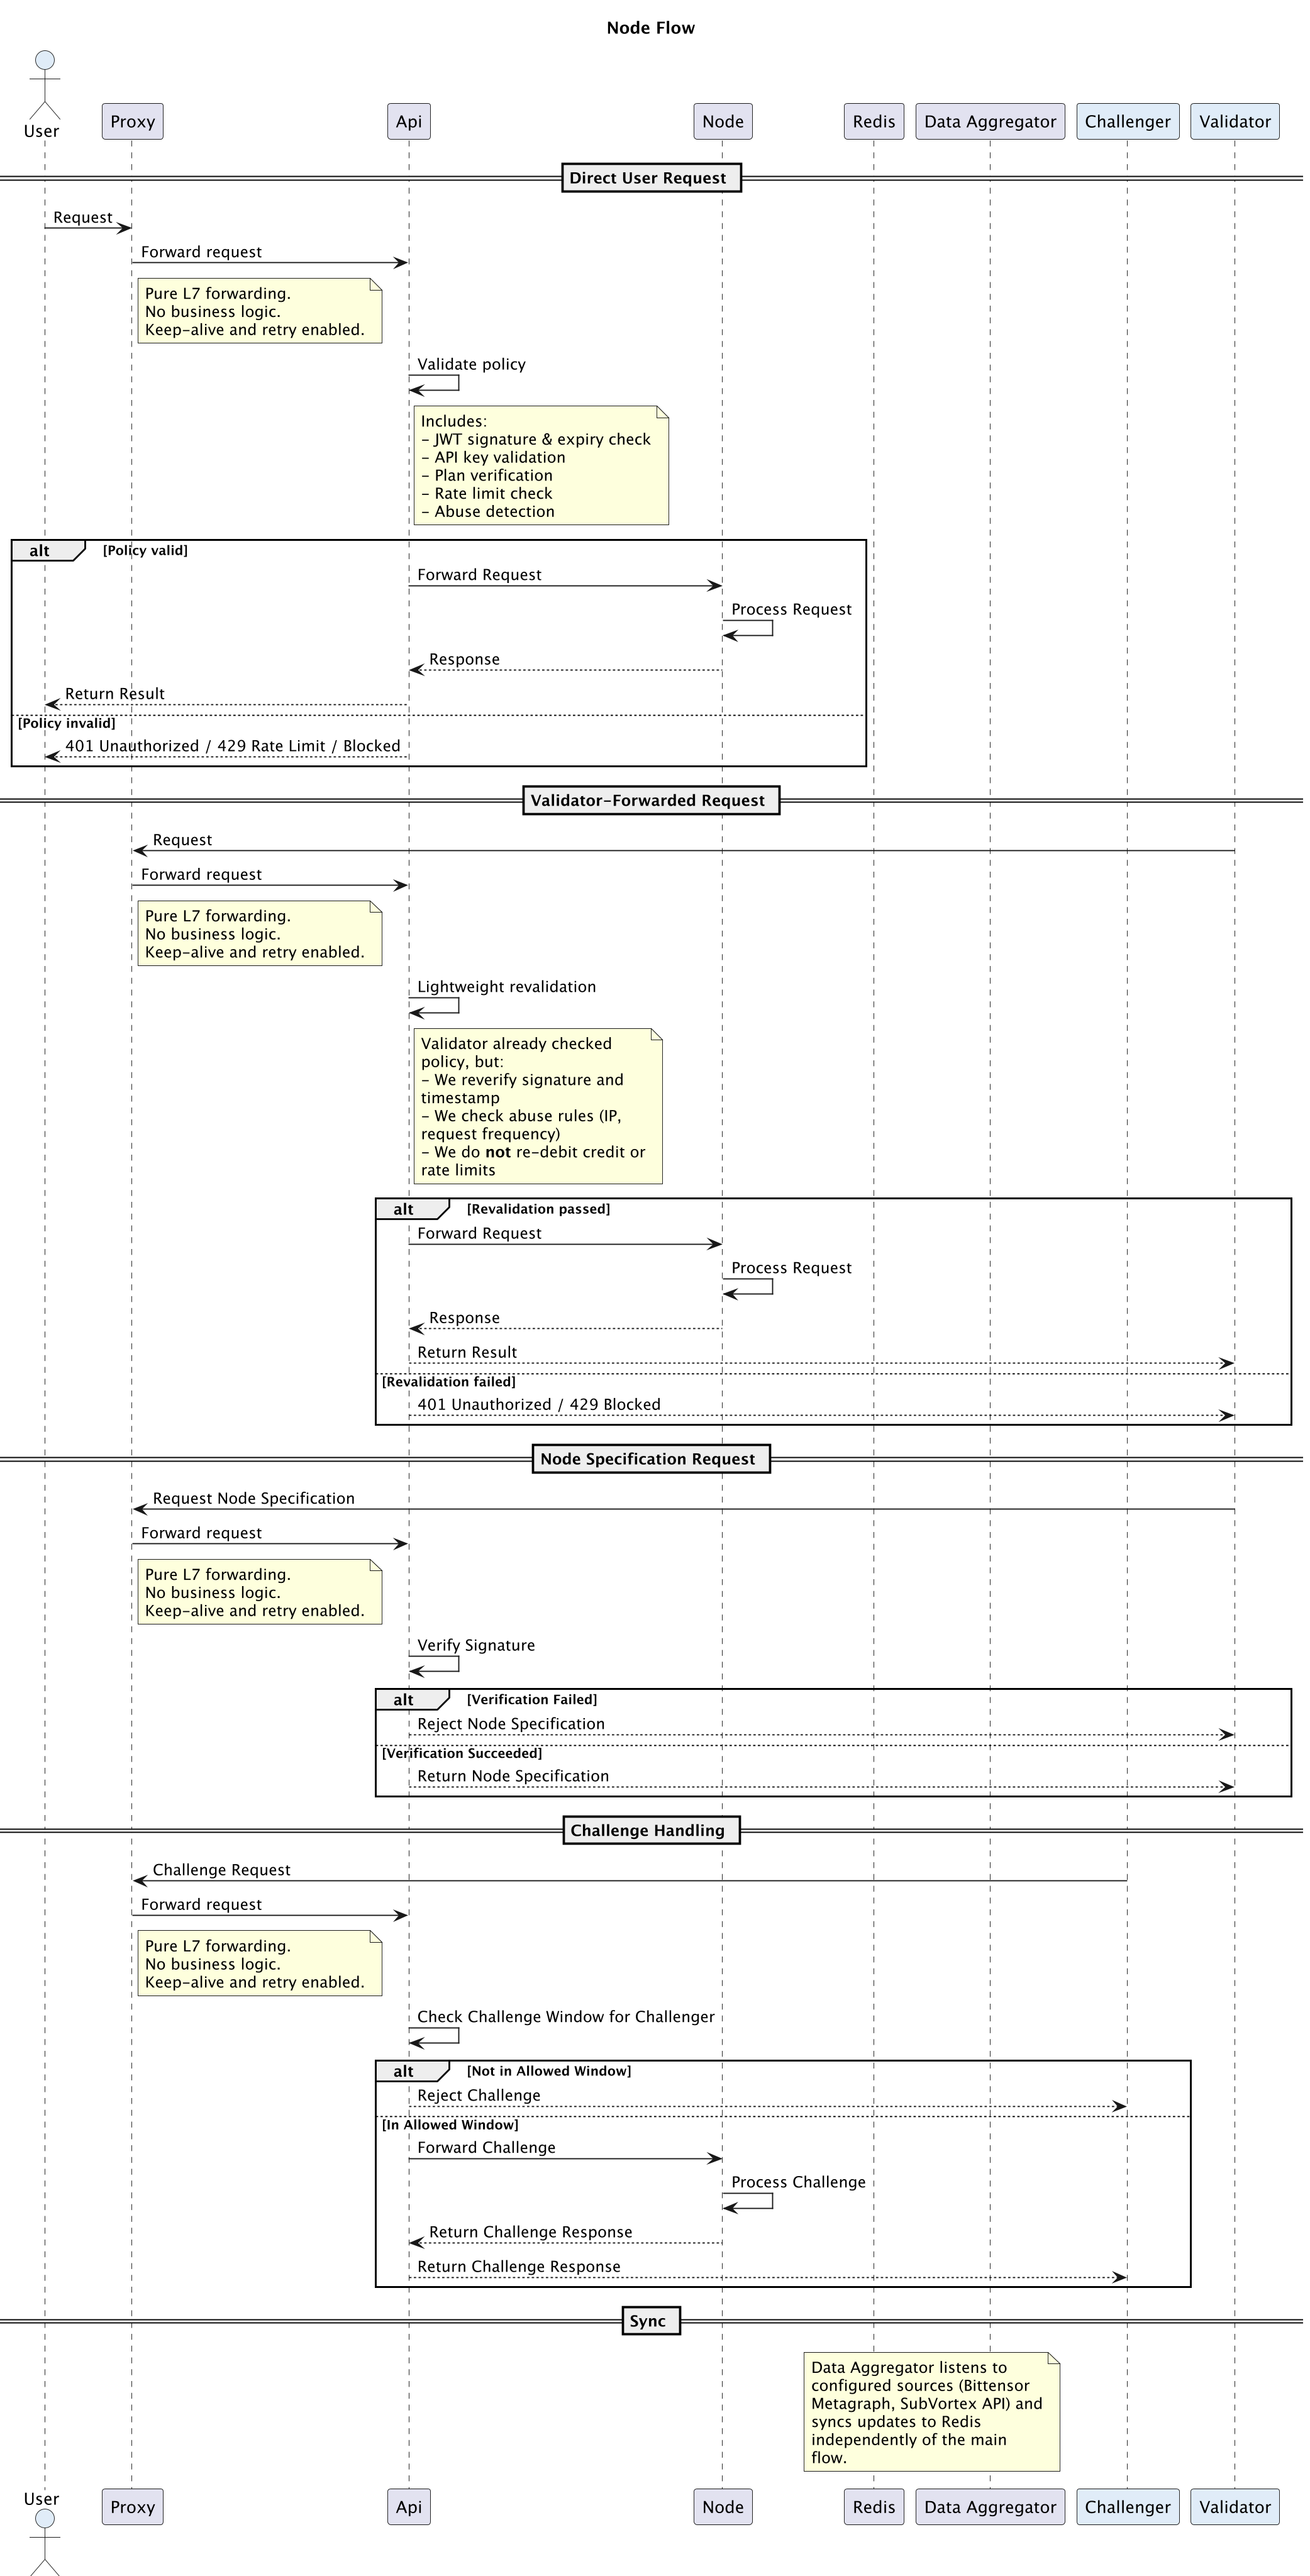 Node Flow
User
Proxy
Api
Node
Redis
Data Aggregator
Challenger
Validator
Direct User Request
Request
Forward request
Pure L7 forwarding.
No business logic.
Keep-alive and retry enabled.
Validate policy
Includes:
- JWT signature & expiry check
- API key validation
- Plan verification
- Rate limit check
- Abuse detection
alt [Policy valid]
Forward Request
Process Request
Response
Return Result
[Policy invalid]
401 Unauthorized / 429 Rate Limit / Blocked
Validator-Forwarded Request
Request
Forward request
Pure L7 forwarding.
No business logic.
Keep-alive and retry enabled.
Lightweight revalidation
Validator already checked
policy, but:
- We reverify signature and
timestamp
- We check abuse rules (IP,
request frequency)
- We do not re-debit credit or
rate limits
alt [Revalidation passed]
Forward Request
Process Request
Response
Return Result
[Revalidation failed]
401 Unauthorized / 429 Blocked
Node Specification Request
Request Node Specification
Forward request
Pure L7 forwarding.
No business logic.
Keep-alive and retry enabled.
Verify Signature
alt [Verification Failed]
Reject Node Specification
[Verification Succeeded]
Return Node Specification
Challenge Handling
Challenge Request
Forward request
Pure L7 forwarding.
No business logic.
Keep-alive and retry enabled.
Check Challenge Window for Challenger
alt [Not in Allowed Window]
Reject Challenge
[In Allowed Window]
Forward Challenge
Process Challenge
Return Challenge Response
Return Challenge Response
Sync
Data Aggregator listens to
configured sources (Bittensor
Metagraph, SubVortex API) and
syncs updates to Redis
independently of the main
flow.
User
Proxy
Api
Node
Redis
Data Aggregator
Challenger
Validator